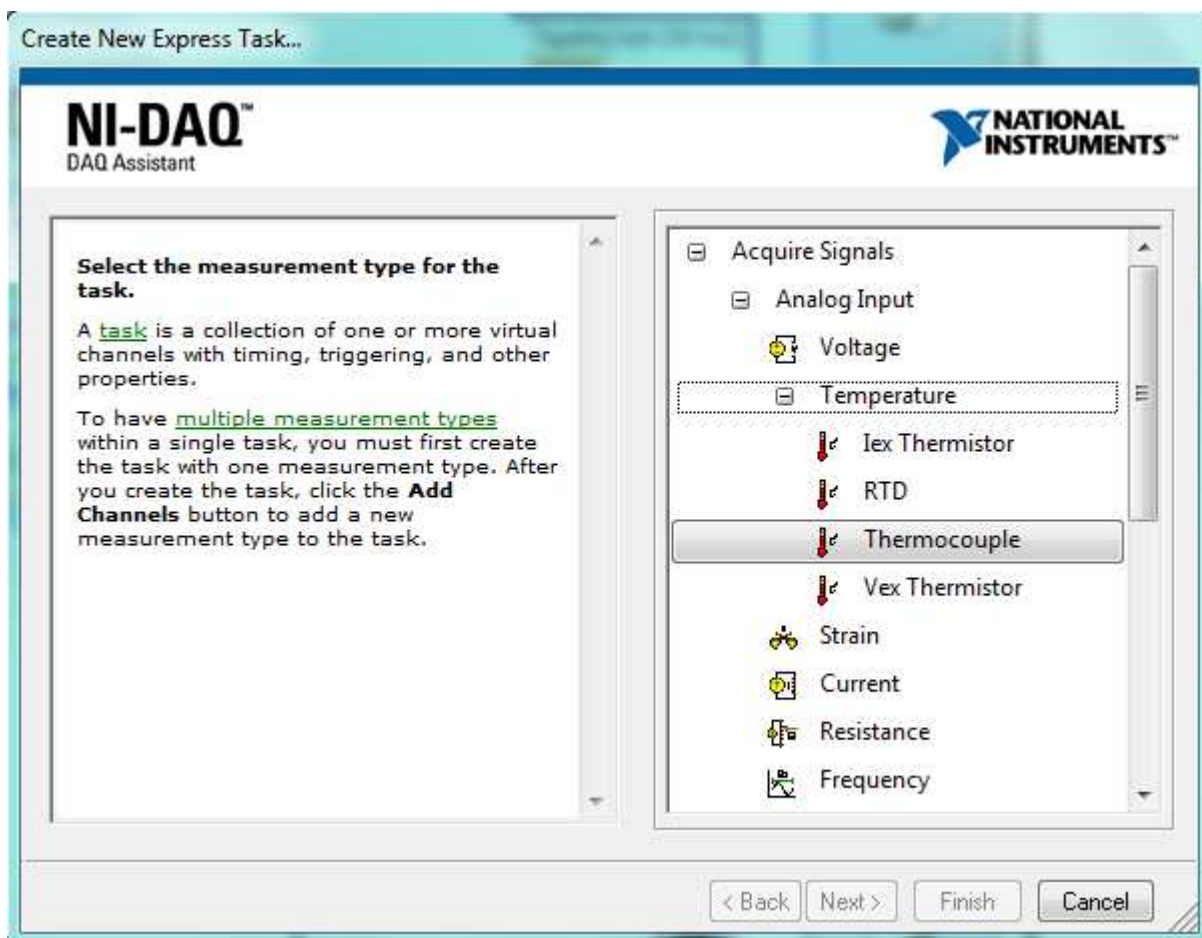 Create New Express Task...
NI-DAQ™
DAQ Assistant
NATIONAL
INSTRUMENTS™
Select the measurement type for the
task.
A task is a collection of one or more virtual
channels with timing, triggering, and other
properties.
To have multiple measurement types
within a single task, you must first create
the task with one measurement type. After
you create the task, click the Add
Channels button to add a new
measurement type to the task.
Acquire Signals
Analog Input
Voltage
Temperature
Iex Thermistor
RTD
Thermocouple
Vex Thermistor
Strain
Current
Resistance
Frequency
< Back
Next >
Finish
Cancel